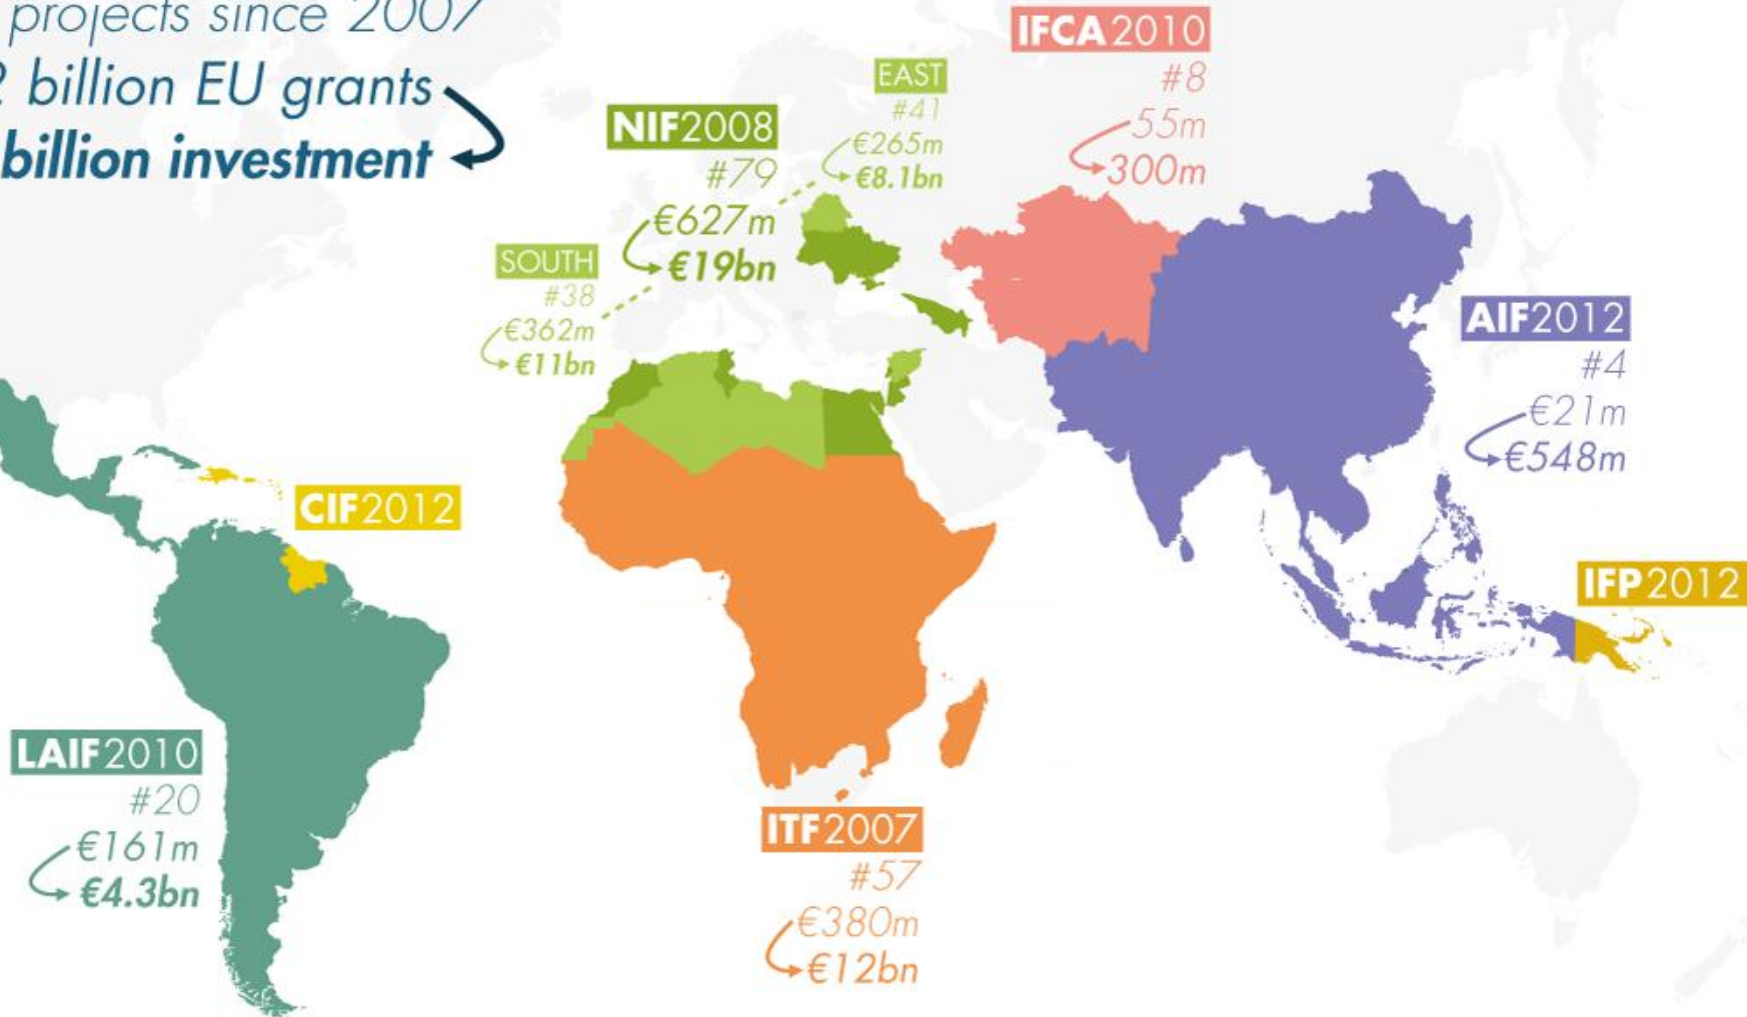 projects since 2007
billion EU grants
billion investment
IFCA 2010
#8
55m
300m
EAST
#41
€265m
€8.1bn
NIF2008
#79
€627m
€19bn
SOUTH
#38
€362m
€11bn
AIF2012
#4
€21m
€548m
CIF2012
IFP2012
LAIF2010
#20
€161m
€4.3bn
ITF2007
#57
€380m
€12bn